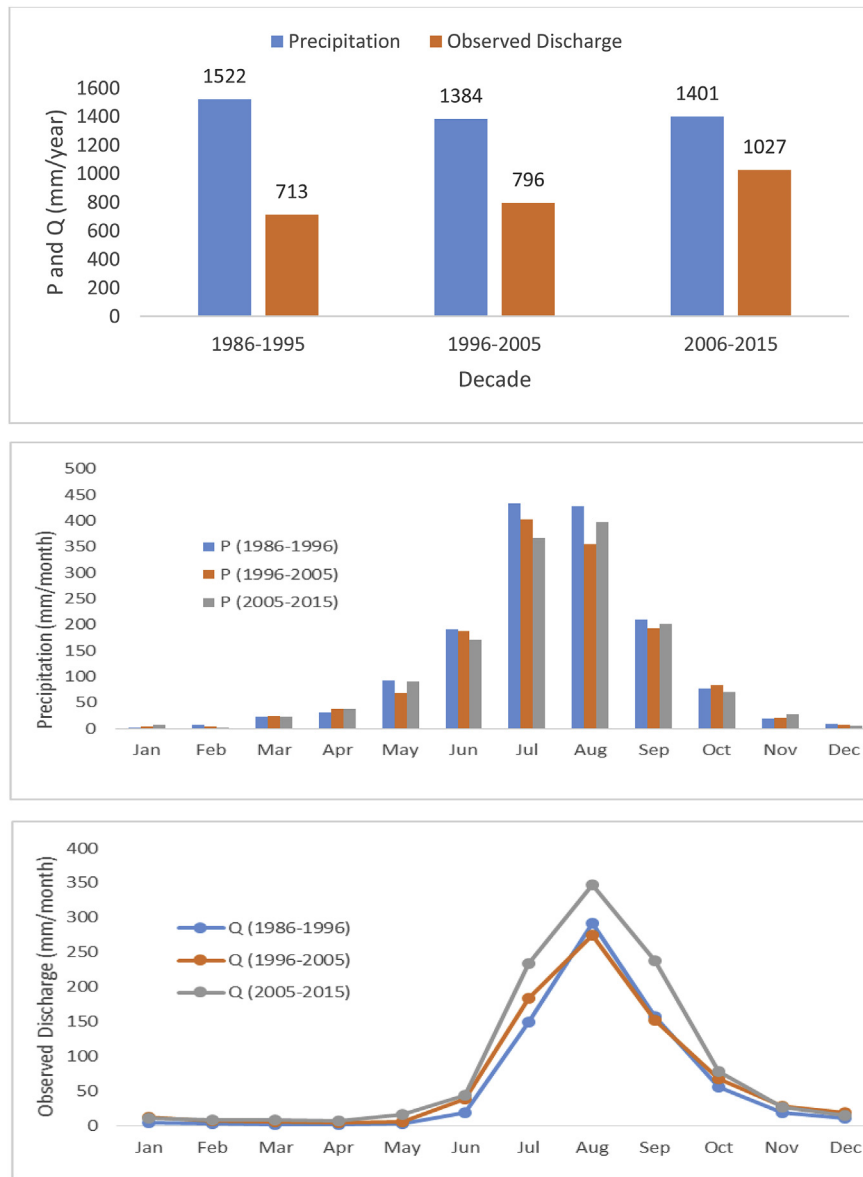 Precipitation Observed Discharge
P and Q (mm/year)
1600
1400
1200
1000
800
600
400
200
0
1522
713
1384
796
1401
1027
1986-1995 1996-2005 2006-2015
Decade
Precipitation (mm/month)
500
450
400
350
300
250
200
150
100
50
0
P (1986-1996)
P (1996-2005)
P (2005-2015)
Jan Feb Mar Apr May Jun Jul Aug Sep Oct Nov Dec
Observed Discharge (mm/month)
400
350
300
250
200
150
100
50
0
Q (1986-1996)
Q (1996-2005)
Q (2005-2015)
Jan Feb Mar Apr May Jun Jul Aug Sep Oct Nov Dec